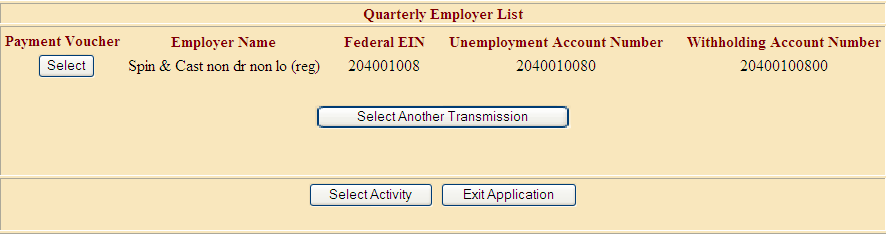 Quarterly Employer List
Payment Voucher Employer Name Federal EIN Unemployment Account Number Withholding Account Number
Select Spin & Cast non dr non lo (reg) 204001008 2040010080 20400100800
Select Another Transmission
Select Activity Exit Application